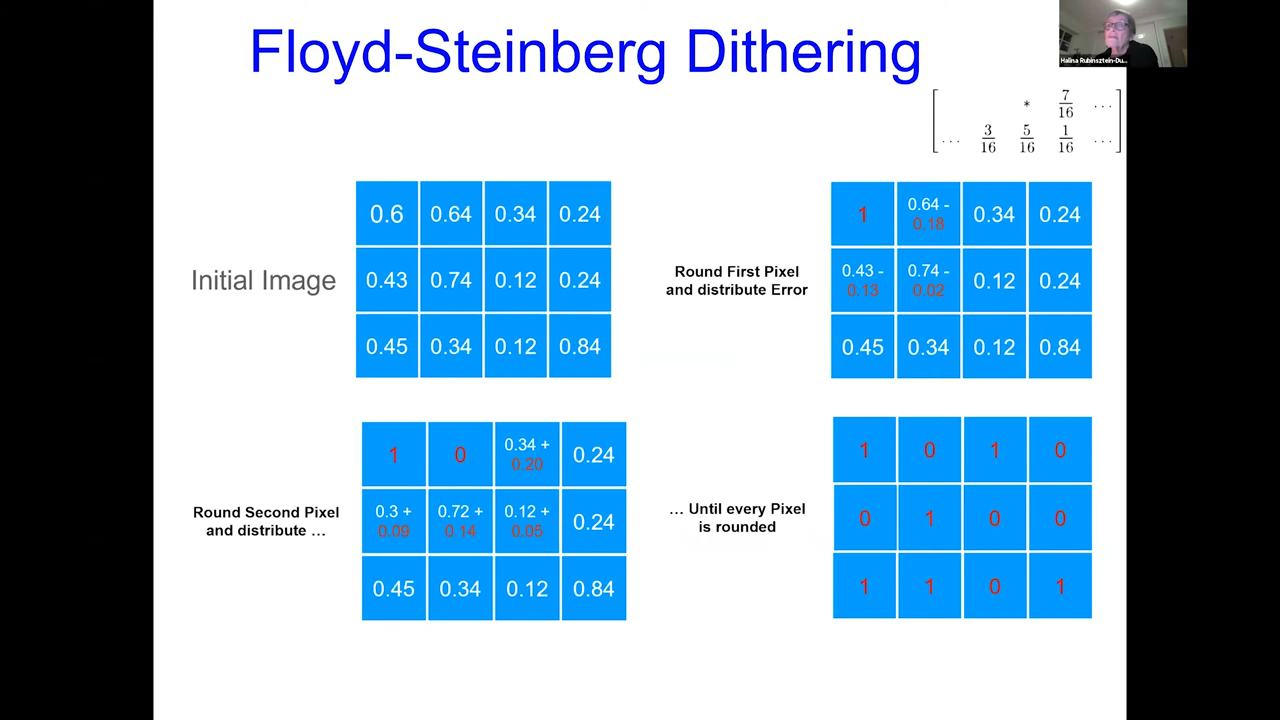 Floyd-Steinberg Dithering
Halina Rubinsztein-Du...
* 7/16 ...
... 3/16 5/16 1/16 ...
Initial Image
0.6 0.64 0.34 0.24
0.43 0.74 0.12 0.24
0.45 0.34 0.12 0.84
Round First Pixel
and distribute Error
1 0.64 - 0.18 0.34 0.24
0.43 - 0.13 0.74 - 0.02 0.12 0.24
0.45 0.34 0.12 0.84
Round Second Pixel
and distribute ...
1 0 0.34 + 0.20 0.24
0.3 + 0.09 0.72 + 0.14 0.12 + 0.05 0.24
0.45 0.34 0.12 0.84
... Until every Pixel
is rounded
1 0 1 0
0 1 0 0
1 1 0 1